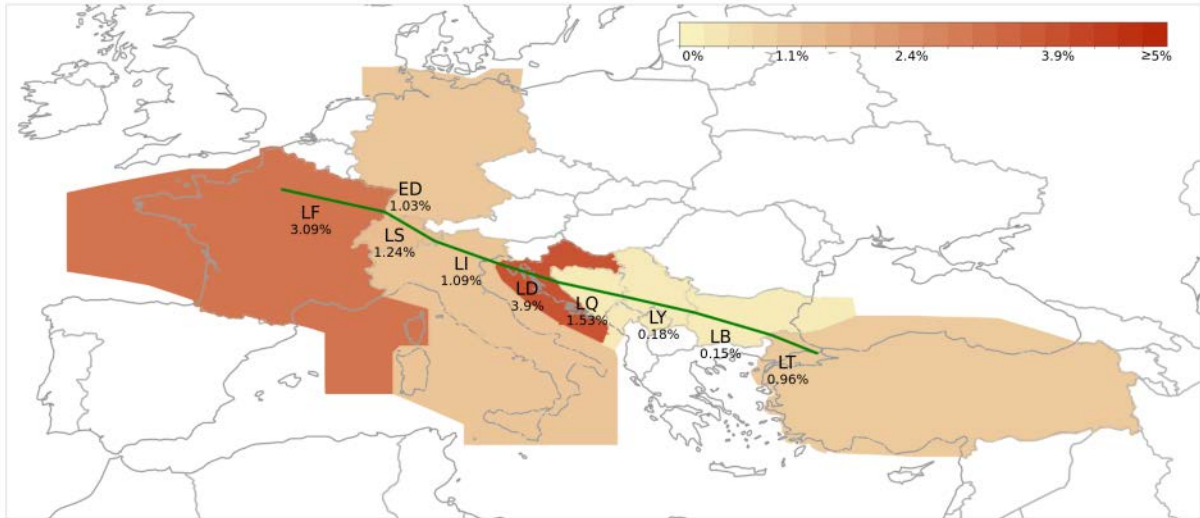 0% 1.1% 2.4% 3.9% ≥5%
ED
1.03%
LF
3.09%
LS
1.24%
LI
1.09%
LD
3.9%
LQ
1.53%
LY
0.18%
LB
0.15%
LT
0.96%